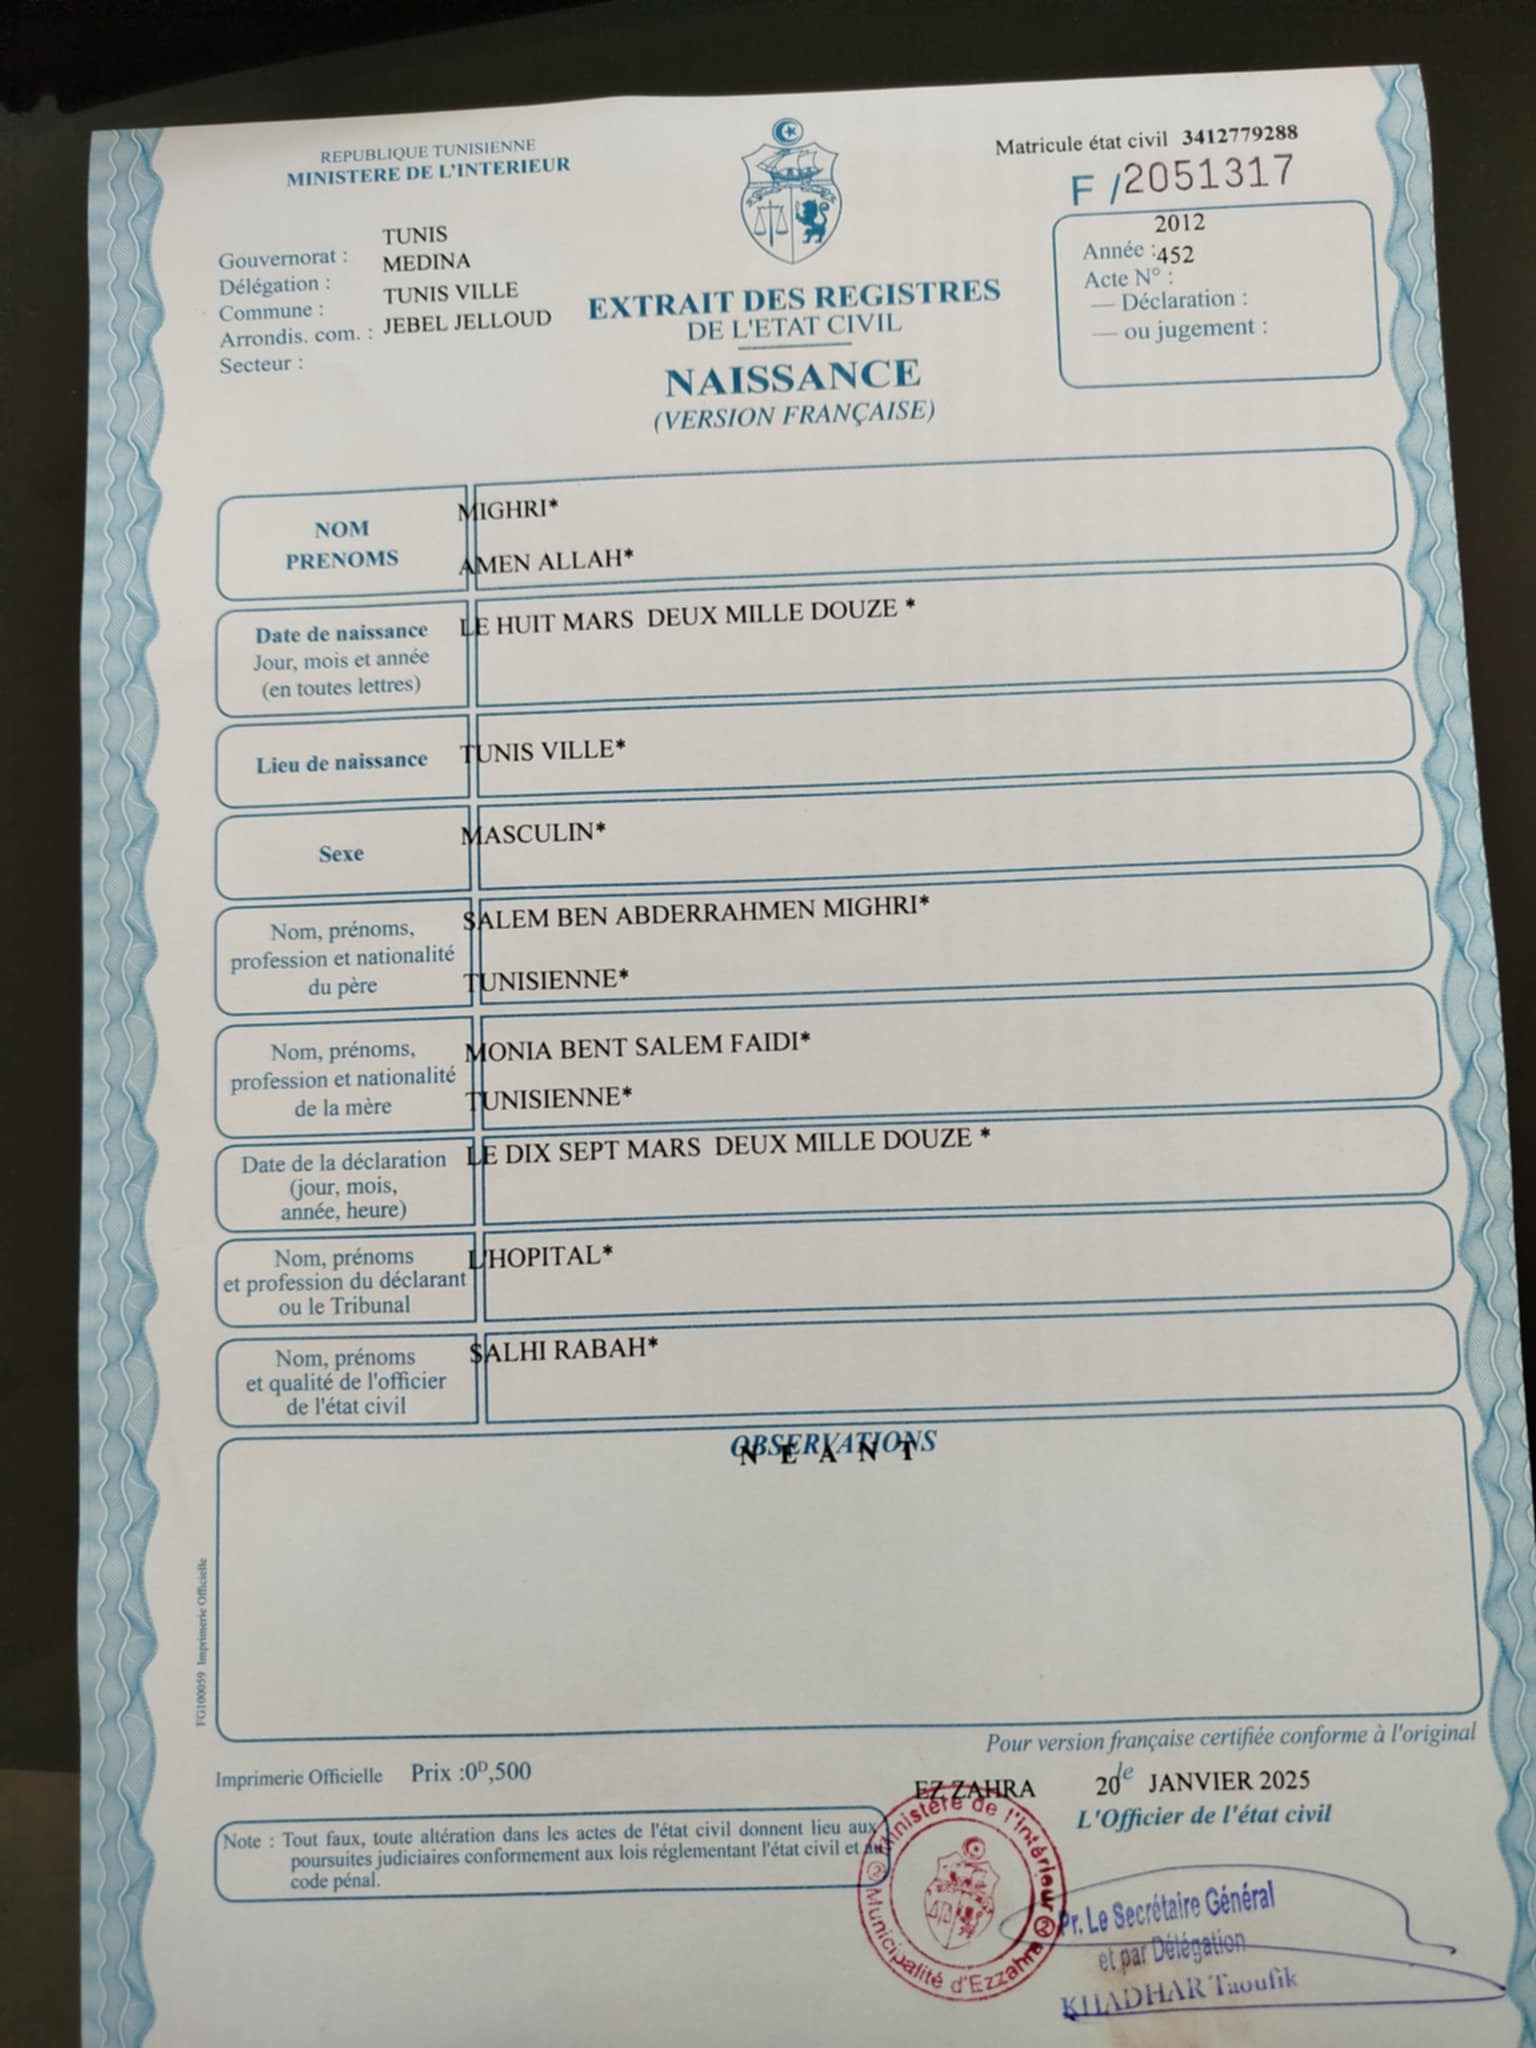 REPUBLIQUE TUNISIENNE
MINISTERE DE L'INTERIEUR
Matricule état civil 3412779288
F /2051317
Gouvernorat : TUNIS
Délégation : MEDINA
Commune : TUNIS VILLE
Arrondis. com. : JEBEL JELLOUD
Secteur :
EXTRAIT DES REGISTRES
DE L'ETAT CIVIL
NAISSANCE
(VERSION FRANÇAISE)
Année : 2012
Acte N° : 452
— Déclaration :
— ou jugement :
NOM
PRENOMS
MIGHRI*
AMEN ALLAH*
Date de naissance
Jour, mois et année
(en toutes lettres)
LE HUIT MARS DEUX MILLE DOUZE *
Lieu de naissance
TUNIS VILLE*
Sexe
MASCULIN*
Nom, prénoms,
profession et nationalité
du père
SALEM BEN ABDERRAHMEN MIGHRI*
TUNISIENNE*
Nom, prénoms,
profession et nationalité
de la mère
MONIA BENT SALEM FAIDI*
TUNISIENNE*
Date de la déclaration
(jour, mois,
année, heure)
LE DIX SEPT MARS DEUX MILLE DOUZE *
Nom, prénoms
et profession du déclarant
ou le Tribunal
L'HOPITAL*
Nom, prénoms
et qualité de l'officier
de l'état civil
SALHI RABAH*
OBSERVATIONS
N E A N T
FG100059 Imprimerie Officielle
Pour version française certifiée conforme à l'original
Imprimerie Officielle Prix :0ᴰ,500
EZ ZAHRA 20 le JANVIER 2025
L'Officier de l'état civil
Note : Tout faux, toute altération dans les actes de l'état civil donnent lieu aux
poursuites judiciaires conformement aux lois réglementant l'état civil et au
code pénal.
Ministère de l'Intérieur
Municipalité d'Ezzahra
Pr. Le Secrétaire Général
et par Délégation
KHADHAR Taoufik